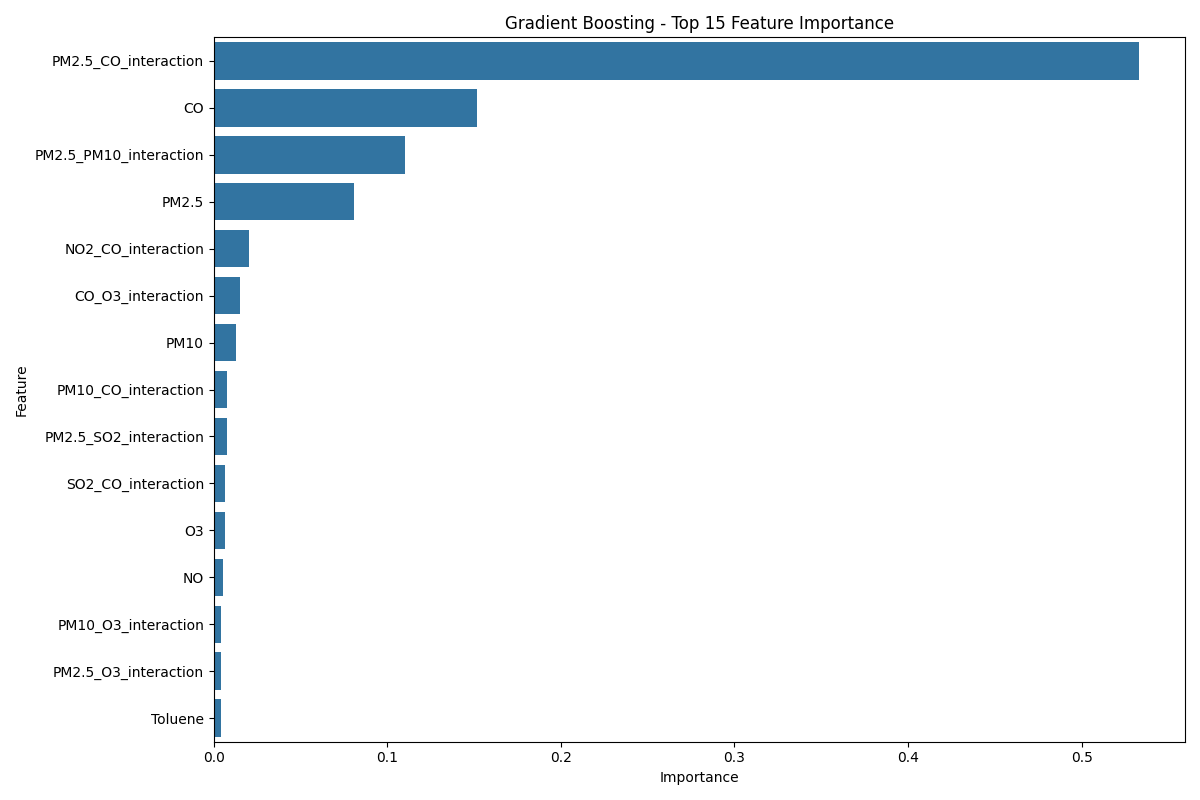 Gradient Boosting - Top 15 Feature Importance
PM2.5_CO_interaction
CO
PM2.5_PM10_interaction
PM2.5
NO2_CO_interaction
CO_O3_interaction
PM10
PM10_CO_interaction
PM2.5_SO2_interaction
SO2_CO_interaction
O3
NO
PM10_O3_interaction
PM2.5_O3_interaction
Toluene
Feature
0.0 0.1 0.2 0.3 0.4 0.5
Importance